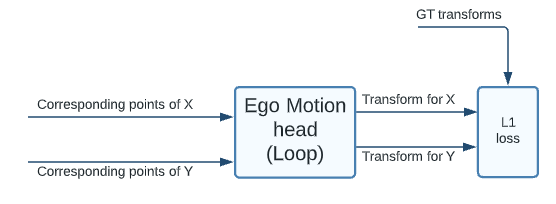 GT transforms
Corresponding points of X
Corresponding points of Y
Ego Motion
head
(Loop)
Transform for X
Transform for Y
L1
loss